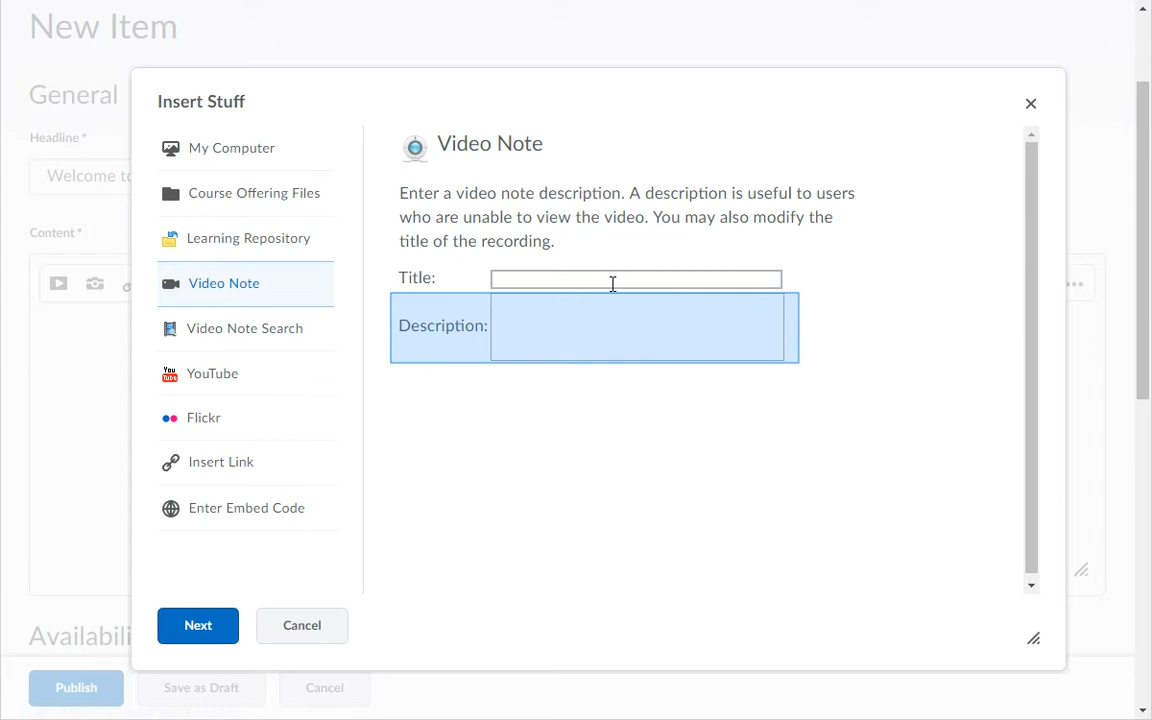 New Item
General
Headline *
Welcome to
Content *
Insert Stuff
My Computer
Course Offering Files
Learning Repository
Video Note
Video Note Search
You
Tube
YouTube
Flickr
Insert Link
Enter Embed Code
Video Note
Enter a video note description. A description is useful to users
who are unable to view the video. You may also modify the
title of the recording.
Title:
Description:
Next
Cancel
Availabili
Publish
Save as Draft
Cancel